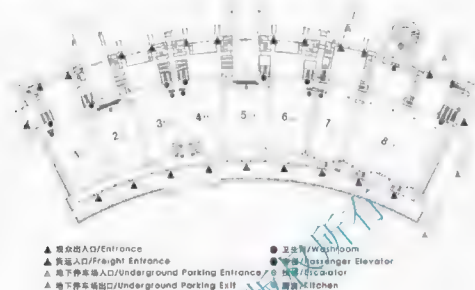 1 2 3 4 5 6 7 8
▲ 观众出入口/Entrance
▲ 货运入口/Freight Entrance
▲ 地下停车场入口/Underground Parking Entrance
▲ 地下停车场出口/Underground Parking Exit
● 卫生间/Washroom
/Passenger Elevator
/Escalator
/Kitchen